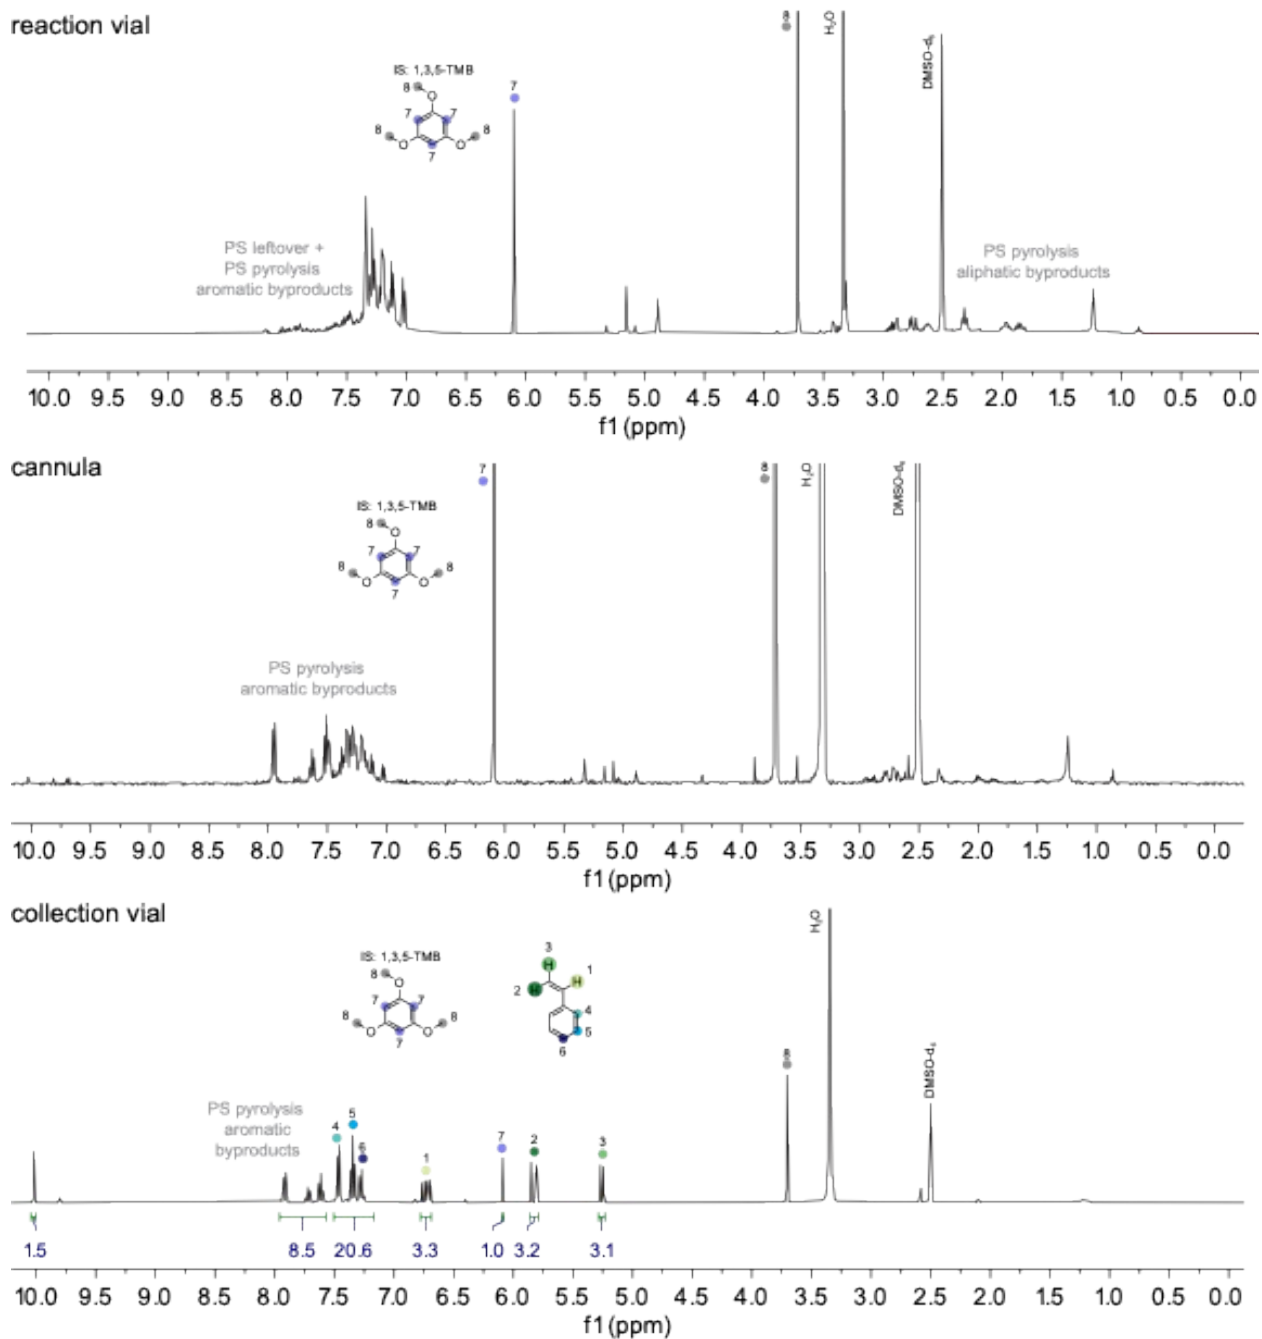 reaction vial
IS: 1,3,5-TMB
8
7 7
8 8
7
7
8
H₂O
DMSO-d₆
PS leftover +
PS pyrolysis
aromatic byproducts
PS pyrolysis
aliphatic byproducts
10.0 9.5 9.0 8.5 8.0 7.5 7.0 6.5 6.0 5.5 5.0 4.5 4.0 3.5 3.0 2.5 2.0 1.5 1.0 0.5 0.0
f1 (ppm)
cannula
7
8
H₂O
DMSO-d₆
IS: 1,3,5-TMB
8
O
7 7
8 O O 8
7
PS pyrolysis
aromatic byproducts
10.0 9.5 9.0 8.5 8.0 7.5 7.0 6.5 6.0 5.5 5.0 4.5 4.0 3.5 3.0 2.5 2.0 1.5 1.0 0.5 0.0
f1 (ppm)
collection vial
H₂O
IS: 1,3,5-TMB
8
O
7 7
8 O O 8
7
3
H
H 1
2 H
4
5
6
8
DMSO-d₆
PS pyrolysis
aromatic
byproducts
4 5 6 1 7 2 3
1.5 8.5 20.6 3.3 1.0 3.2 3.1
10.0 9.5 9.0 8.5 8.0 7.5 7.0 6.5 6.0 5.5 5.0 4.5 4.0 3.5 3.0 2.5 2.0 1.5 1.0 0.5 0.0
f1 (ppm)